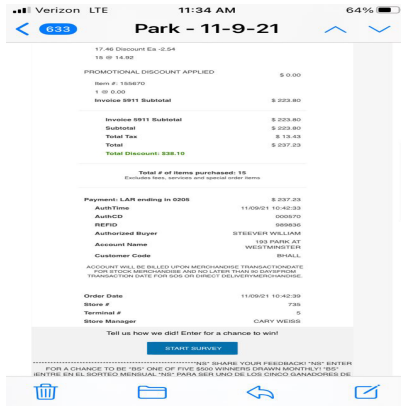 Verizon LTE 11:34 AM 64%
633 Park - 11-9-21
17.46 Discount Ea -2.54
15 @ 14.92
PROMOTIONAL DISCOUNT APPLIED $ 0.00
Item #: 155670
1 @ 0.00
Invoice 5911 Subtotal $ 223.80
Invoice 5911 Subtotal $ 223.80
Subtotal $ 223.80
Total Tax $ 13.43
Total $ 237.23
Total Discount: $38.10
Total # of items purchased: 15
Excludes fees, services and special order items
Payment: LAR ending in 0205 $ 237.23
AuthTime 11/09/21 10:42:33
AuthCD 000570
REFID 989836
Authorized Buyer STEEVER WILLIAM
Account Name 193 PARK AT
WESTMINSTER
Customer Code BHALL
ACCOUNT WILL BE BILLED UPON MERCHANDISE TRANSACTIONDATE
FOR STOCK MERCHANDISE AND NO LATER THAN 90 DAYSFROM
TRANSACTION DATE FOR SOS OR DIRECT DELIVERYMERCHANDISE.
Order Date 11/09/21 10:42:39
Store # 735
Terminal # 5
Store Manager CARY WEISS
Tell us how we did! Enter for a chance to win!
START SURVEY
*NS* SHARE YOUR FEEDBACK! *NS* ENTER
FOR A CHANCE TO BE *BS* ONE OF FIVE $500 WINNERS DRAWN MONTHLY! *BS*
¡ENTRE EN EL SORTEO MENSUAL *NS* PARA SER UNO DE LOS CINCO GANADORES DE